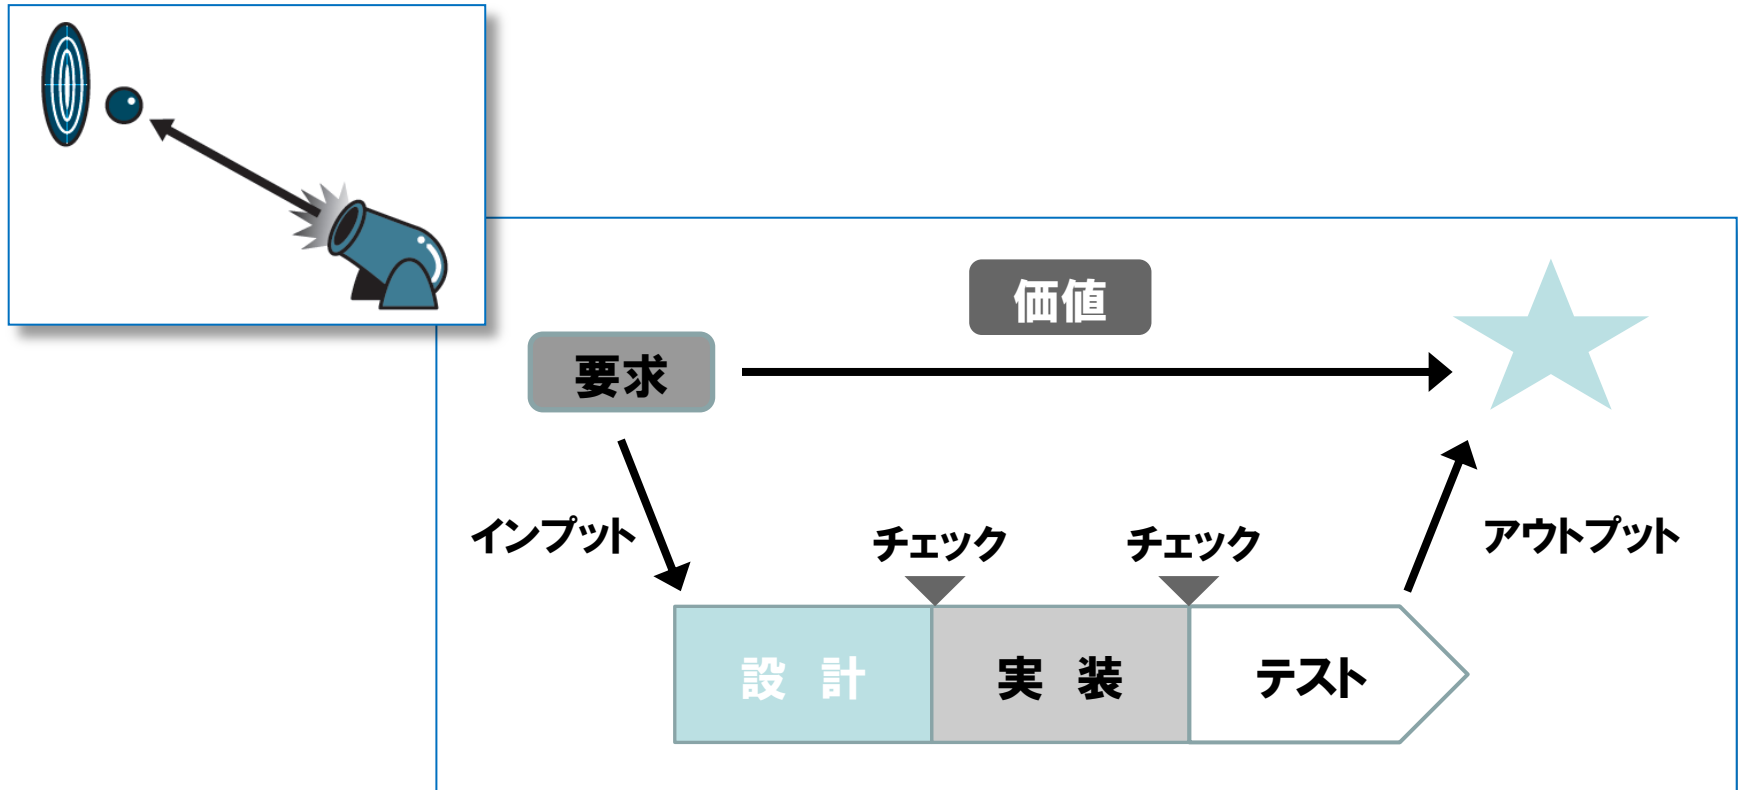 価値
要求
インプット
チェック
チェック
アウトプット
設 計
実 装
テスト